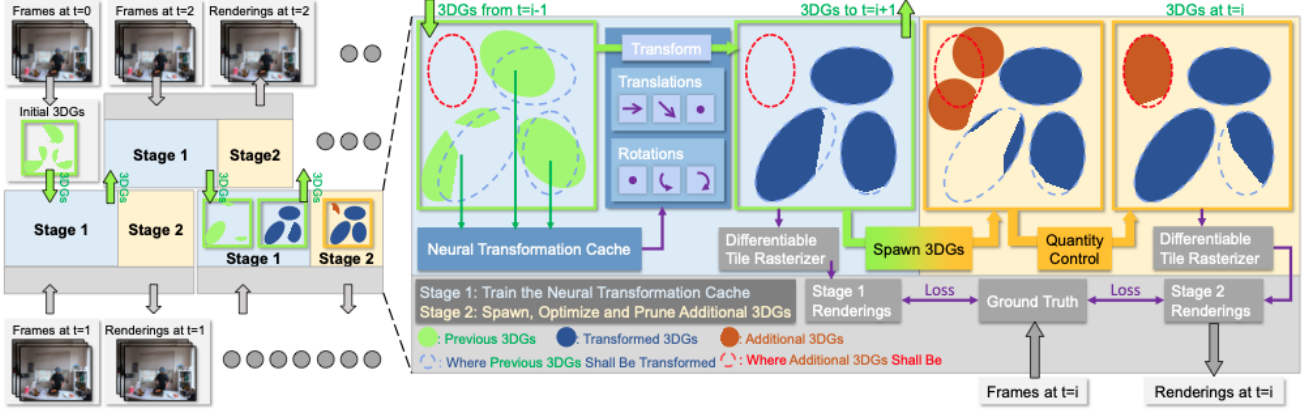 Frames at t=0
Frames at t=2
Renderings at t=2
Initial 3DGs
3DGs
3DGs
3DGs
3DGs
Stage 1
Stage2
Stage 1
Stage 2
Stage 1
Stage 2
Frames at t=1
Renderings at t=1
3DGs from t=i-1
3DGs to t=i+1
3DGs at t=i
Transform
Translations
Rotations
Neural Transformation Cache
Differentiable
Tile Rasterizer
Spawn 3DGs
Quantity
Control
Differentiable
Tile Rasterizer
Stage 1: Train the Neural Transformation Cache
Stage 2: Spawn, Optimize and Prune Additional 3DGs
Stage 1
Renderings
Loss
Ground Truth
Loss
Stage 2
Renderings
: Previous 3DGs
: Transformed 3DGs
: Additional 3DGs
: Where Previous 3DGs Shall Be Transformed
: Where Additional 3DGs Shall Be
Frames at t=i
Renderings at t=i